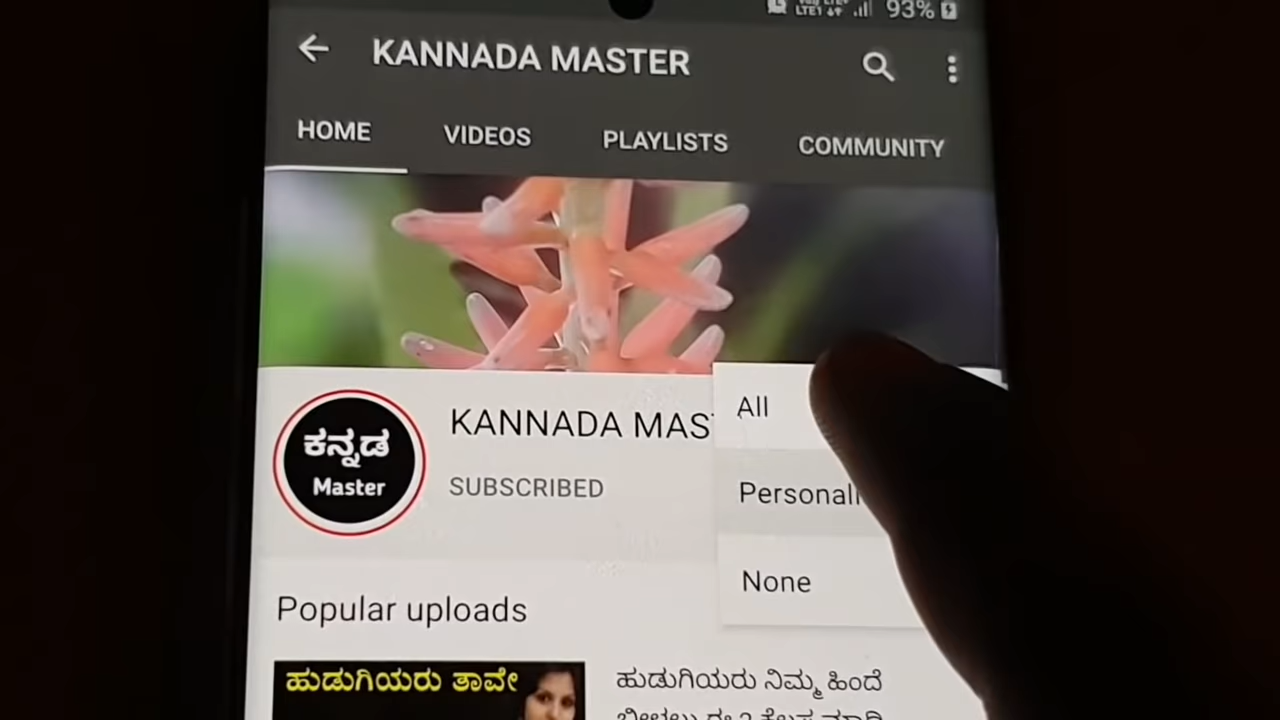 93%
KANNADA MASTER
HOME VIDEOS PLAYLISTS COMMUNITY
KANNADA MAS
SUBSCRIBED
ಕನ್ನಡ
Master
All
None
Popular uploads
ಹುಡುಗಿಯರು ತಾವೇ
ಹುಡುಗಿಯರು ನಿಮ್ಮ ಹಿಂದೆ